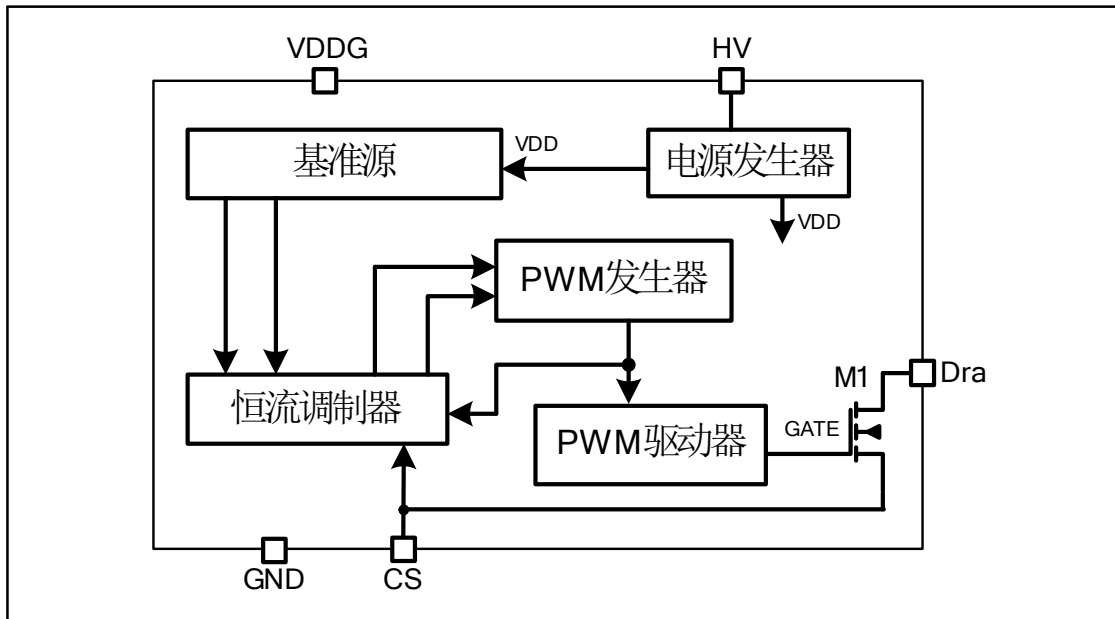 VDDG
HV
基准源
VDD
电源发生器
VDD
PWM发生器
M1
Dra
恒流调制器
GATE
PWM驱动器
GND
CS